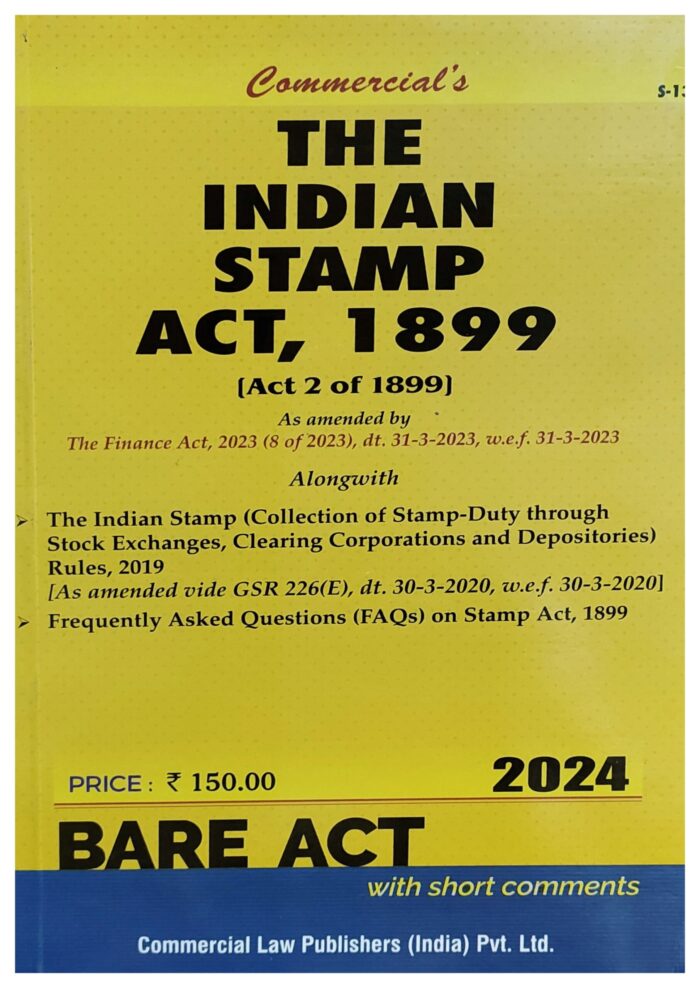 Commercial's
THE
INDIAN
STAMP
ACT, 1899
(Act 2 of 1899)
As amended by
The Finance Act, 2023 (8 of 2023), dt. 31-3-2023, w.e.f. 31-3-2023
Alongwith
➢ The Indian Stamp (Collection of Stamp-Duty through
Stock Exchanges, Clearing Corporations and Depositories)
Rules, 2019
[As amended vide GSR 226(E), dt. 30-3-2020, w.e.f. 30-3-2020]
➢ Frequently Asked Questions (FAQs) on Stamp Act, 1899
PRICE : ₹ 150.00
2024
BARE ACT
with short comments
Commercial Law Publishers (India) Pvt. Ltd.